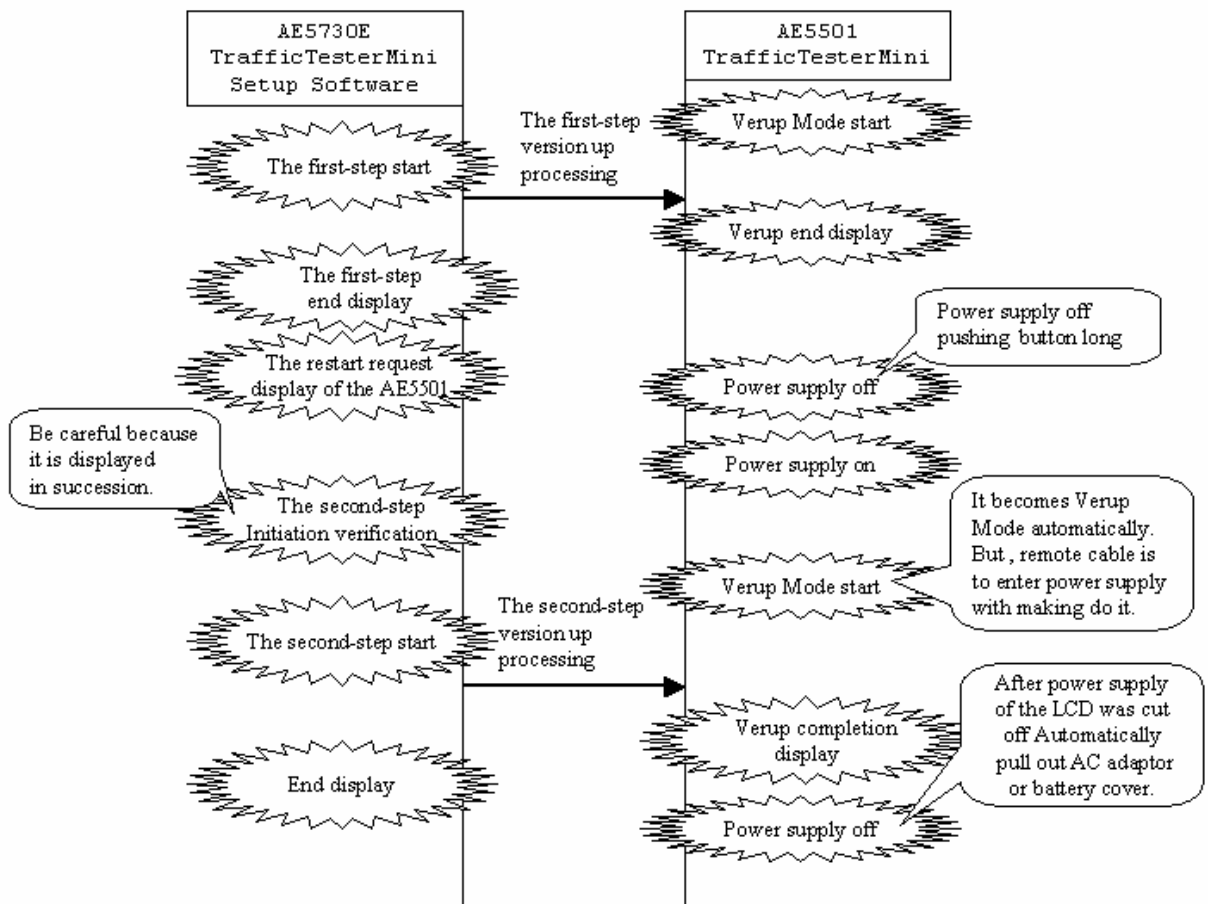 AE5730E
TrafficTesterMini
Setup Software
AE5501
TrafficTesterMini
Verup Mode start
The first-step
version up
processing
The first-step start
Verup end display
The first-step
end display
Power supply off
pushing button long
The restart request
display of the AE5501
Power supply off
Be careful because
it is displayed
in succession.
Power supply on
The second-step
Initiation verification
It becomes Verup
Mode automatically.
But , remote cable is
to enter power supply
with making do it.
Verup Mode start
The second-step
version up
processing
The second-step start
After power supply
of the LCD was cut
off Automatically
pull out AC adaptor
or battery cover.
Verup completion
display
End display
Power supply off